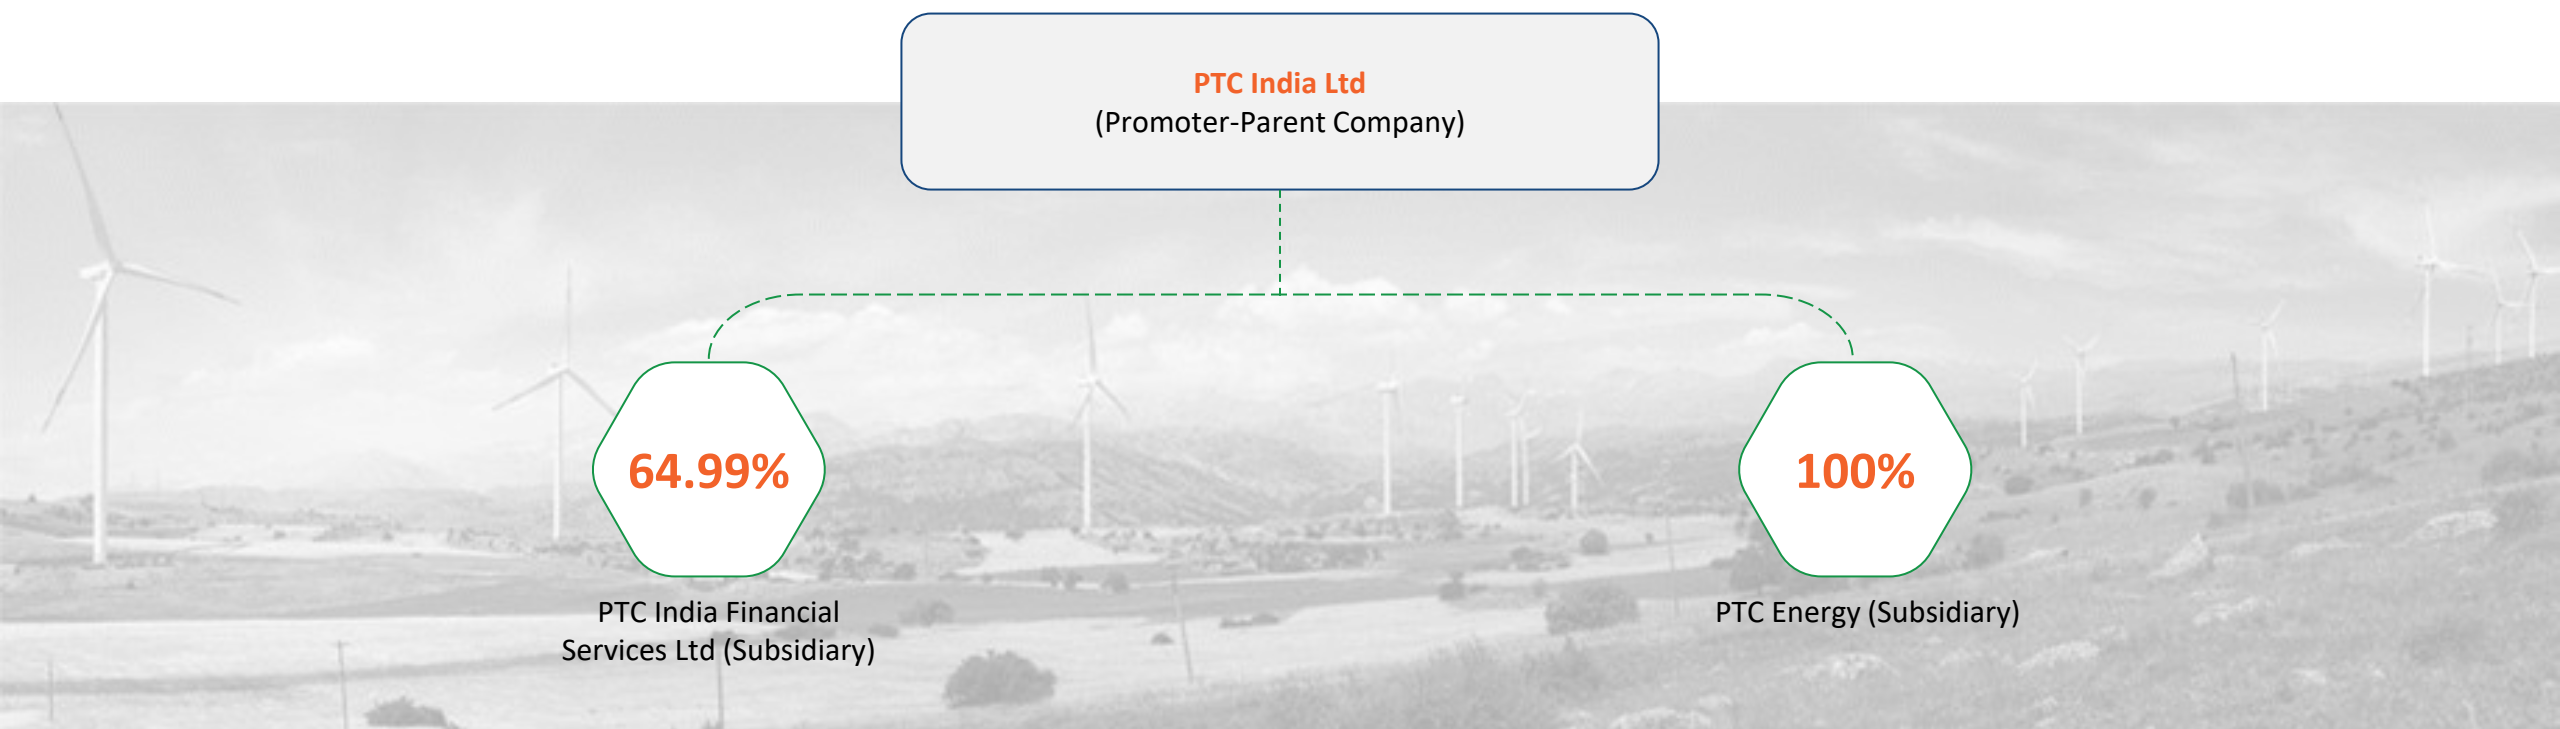 PTC India Ltd
(Promoter-Parent Company)
64.99%
100%
PTC India Financial
Services Ltd (Subsidiary)
PTC Energy (Subsidiary)